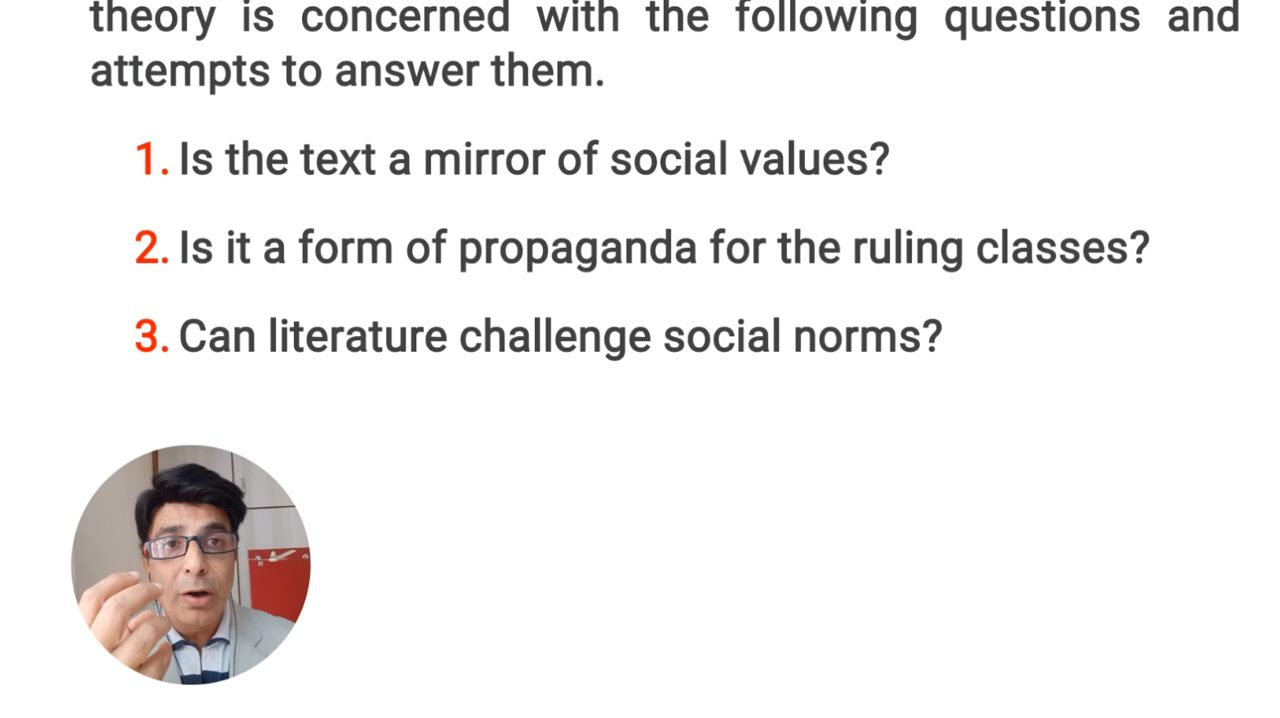 theory is concerned with the following questions and
attempts to answer them.
1. Is the text a mirror of social values?
2. Is it a form of propaganda for the ruling classes?
3. Can literature challenge social norms?